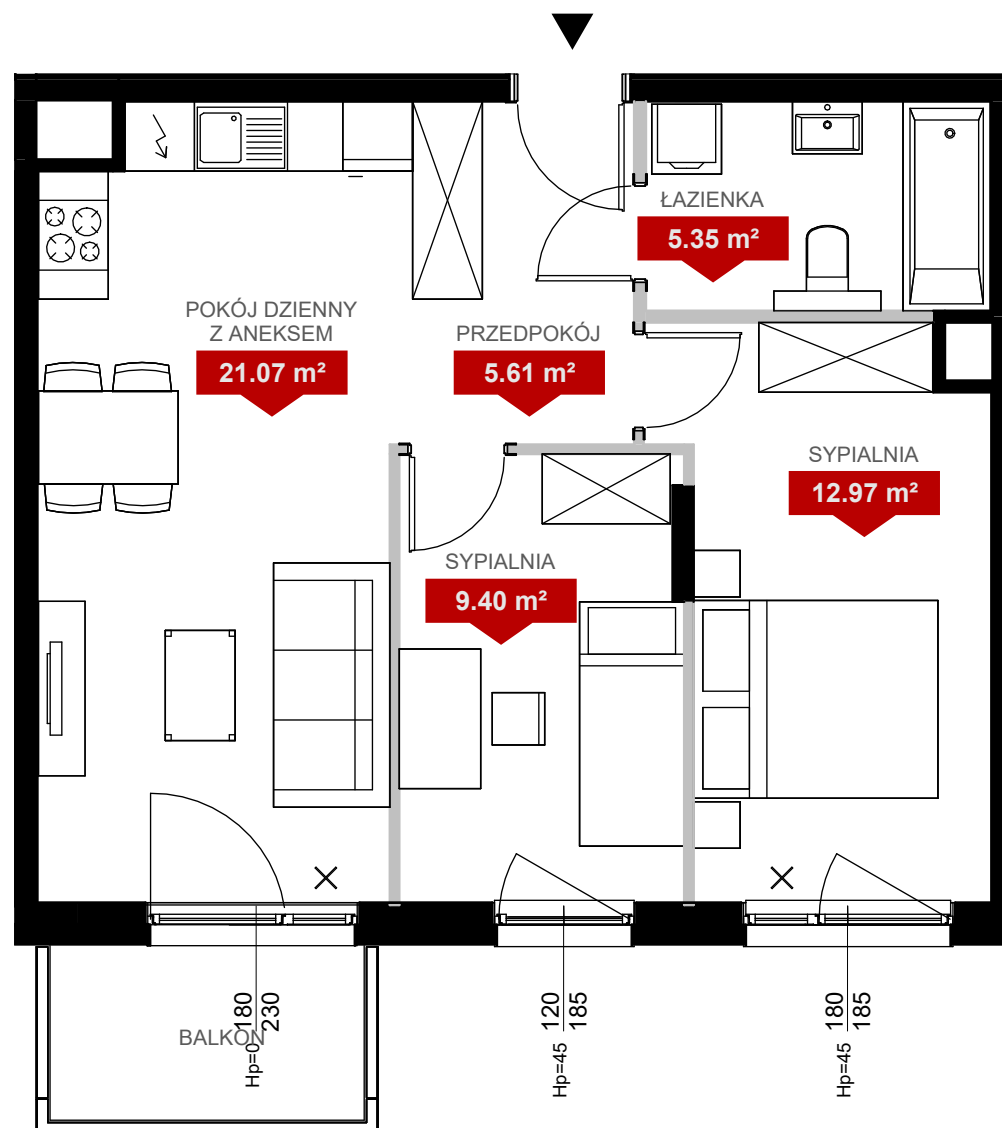 ŁAZIENKA
5.35 m²
POKÓJ DZIENNY
Z ANEKSEM
21.07 m²
PRZEDPOKÓJ
5.61 m²
SYPIALNIA
12.97 m²
SYPIALNIA
9.40 m²
BALKON
180
230
Hp=0
120
185
Hp=45
180
185
Hp=45